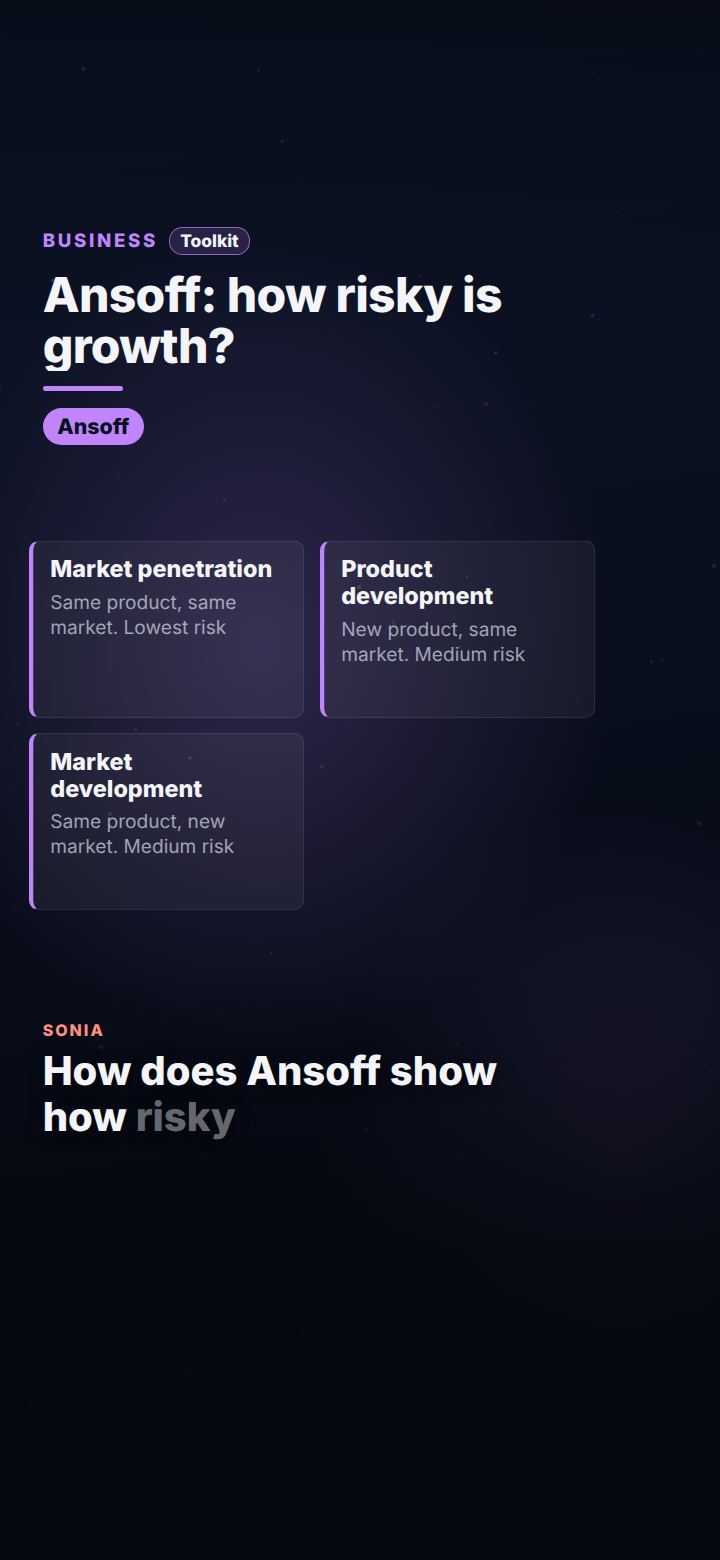 BUSINESS Toolkit
Ansoff: how risky is
growth?
Ansoff
Market penetration
Same product, same
market. Lowest risk
Product
development
New product, same
market. Medium risk
Market
development
Same product, new
market. Medium risk
SONIA
How does Ansoff show
how risky